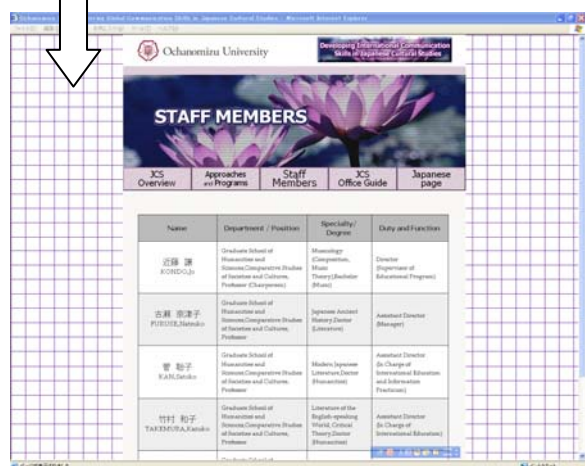 Ochanomizu University
Developing International Communication
Skills in Japanese Cultural Studies
STAFF MEMBERS
JCS
Overview
Approaches
and Programs
Staff
Members
JCS
Office Guide
Japanese
page
Name
Department / Position
Specialty/
Degree
Duty and Function
近藤 譲
KONDO,Jo
Graduate School of
Humanities and
Sciences,Comparative Studies
of Societies and Cultures,
Professor (Chairperson)
Musicology
(Composition,
Music
Theory),Bachelor
(Music)
Director
(Supervisor of
Educational Program)
古瀬 奈津子
FURUSE,Natsuko
Graduate School of
Humanities and
Sciences,Comparative Studies
of Societies and Cultures,
Professor
Japanese Ancient
History,Doctor
(Literature)
Assistant Director
(Manager)
菅 聡子
KAN,Satoko
Graduate School of
Humanities and
Sciences,Comparative Studies
of Societies and Cultures,
Professor
Modern Japanese
Literature,Doctor
(Humanities)
Assistant Director
(In Charge of
International Education
and Information
Practicum)
竹村 和子
TAKEMURA,Kazuko
Graduate School of
Humanities and
Sciences,Comparative Studies
of Societies and Cultures,
Professor
Literature of the
English-speaking
World, Critical
Theory,Doctor
(Humanities)
Assistant Director
(In Charge of
International Education)